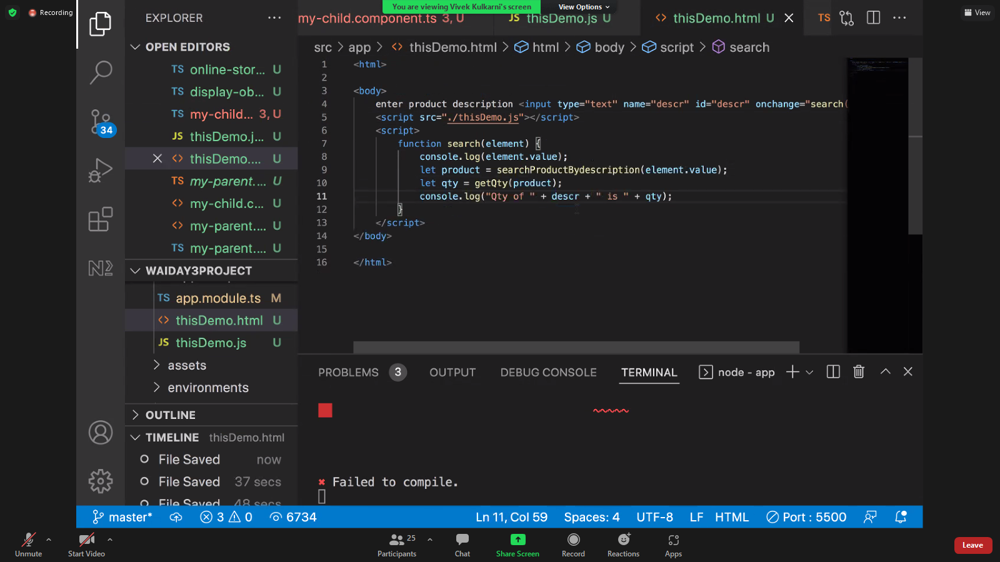 Recording
You are viewing Vivek Kulkarni's screen
View Options
View
EXPLORER
my-child.component.ts 3, U
thisDemo.js U
thisDemo.html U
TS
OPEN EDITORS
src > app > thisDemo.html > html > body > script > search
TS online-stor... U
TS display-ob... U
TS my-child... 3, U
JS thisDemo.j... U
thisDemo.... U
TS my-parent.... U
my-child.c... U
my-parent.... U
TS my-parent.... U
WAIDAY3PROJECT
TS app.module.ts M
thisDemo.html U
JS thisDemo.js U
assets
environments
OUTLINE
TIMELINE thisDemo.html
File Saved now
File Saved 37 secs
File Saved 48 secs
34
1 <html>
2
3 <body>
4 enter product description <input type="text" name="descr" id="descr" onchange="search(
5 <script src="./thisDemo.js"></script>
6 <script>
7 function search(element) {
8 console.log(element.value);
9 let product = searchProductBydescription(element.value);
10 let qty = getQty(product);
11 console.log("Qty of " + descr + " is " + qty);
12 }
13 </script>
14 </body>
15
16 </html>
PROBLEMS 3 OUTPUT DEBUG CONSOLE TERMINAL node - app
✖ Failed to compile.
master* 3 0 6734 Ln 11, Col 59 Spaces: 4 UTF-8 LF HTML Port : 5500
Unmute
Start Video
25
Participants
Chat
Share Screen
Record
Reactions
Apps
Leave